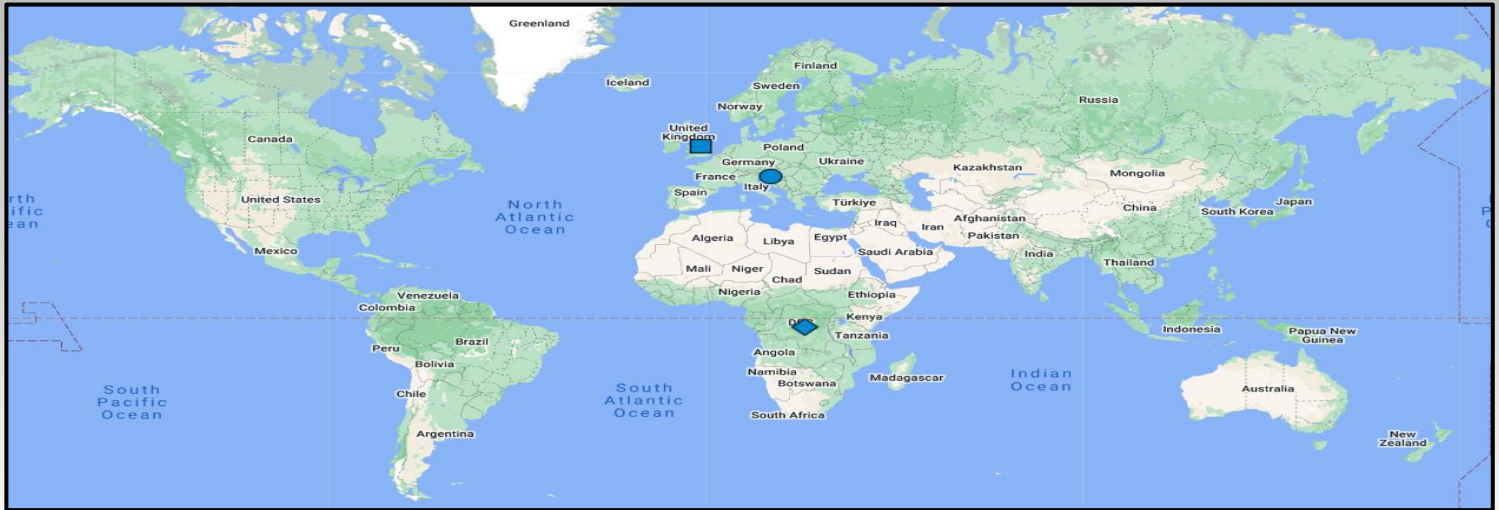 Greenland
Iceland
Finland
Sweden
Norway
Russia
Canada
United
Kingdom
Poland
Germany
Ukraine
France
Kazakhstan
Mongolia
Italy
Spain
Türkiye
United States
North
Atlantic
Ocean
China
Japan
South Korea
Afghanistan
Iraq
Iran
Pakistan
Algeria
Libya
Egypt
Saudi Arabia
Mexico
India
Thailand
Mali
Niger
Chad
Sudan
Nigeria
Ethiopia
Venezuela
Colombia
Kenya
Tanzania
Indonesia
Papua New
Guinea
Peru
Brazil
Bolivia
Angola
Namibia
Botswana
Madagascar
South
Pacific
Ocean
Chile
South
Atlantic
Ocean
Indian
Ocean
Australia
South Africa
Argentina
New
Zealand